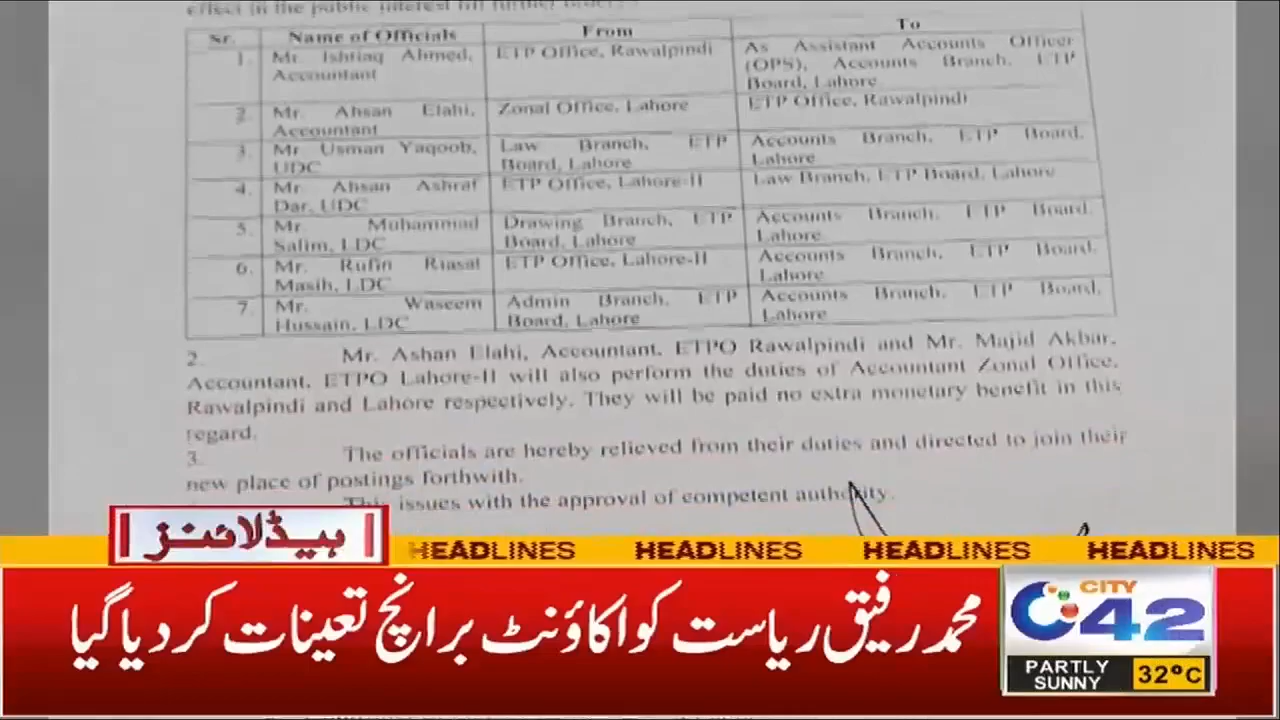 effect in the public interest till further orders:
Sr. Name of Officials From To
1. Mr. Ishtiaq Ahmed, ETP Office, Rawalpindi As Assistant Accounts Officer
Accountant (OPS), Accounts Branch, ETP
Board, Lahore
2. Mr. Ahsan Elahi, Zonal Office, Lahore ETP Office, Rawalpindi
Accountant
3. Mr Usman Yaqoob, Law Branch, ETP Accounts Branch, ETP Board,
UDC Board, Lahore Lahore
4. Mr. Ahsan Ashraf ETP Office, Lahore-II Law Branch, ETP Board, Lahore
Dar, UDC
5. Mr. Muhammad Drawing Branch, ETP Accounts Branch, ETP Board,
Salim, LDC Board, Lahore Lahore
6. Mr. Rufin Riasat ETP Office, Lahore-II Accounts Branch, ETP Board,
Masih, LDC Lahore
7. Mr. Waseem Admin Branch, ETP Accounts Branch, ETP Board,
Hussain, LDC Board, Lahore Lahore
2. Mr. Ashan Elahi, Accountant, ETPO Rawalpindi and Mr. Majid Akbar,
Accountant, ETPO Lahore-II will also perform the duties of Accountant Zonal Office,
Rawalpindi and Lahore respectively. They will be paid no extra monetary benefit in this
regard.
3. The officials are hereby relieved from their duties and directed to join their
new place of postings forthwith.
This issues with the approval of competent authority.
ہیڈلائنز
HEADLINES HEADLINES HEADLINES HEADLINES
محمد رفیق ریاست کو اکاؤنٹ برانچ تعینات کر دیا گیا
CITY
42
PARTLY
SUNNY 32°C